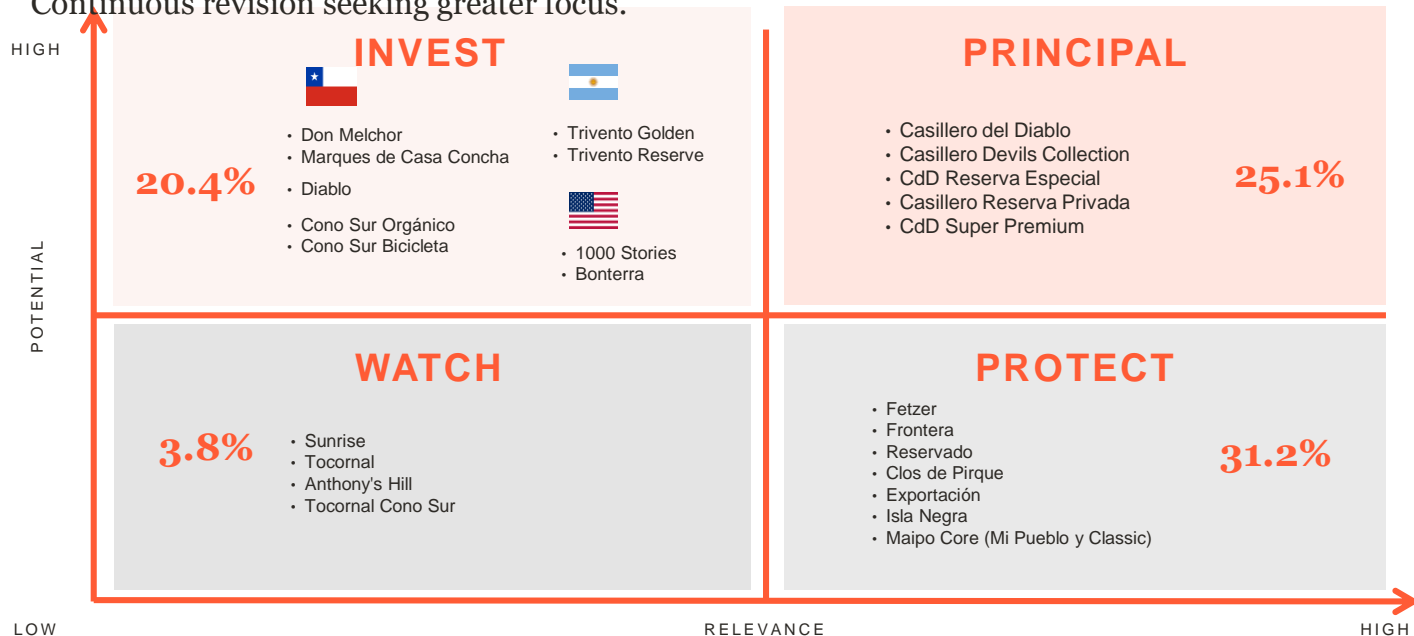 Continuous revision seeking greater focus.
HIGH
INVEST
PRINCIPAL
• Don Melchor
• Marques de Casa Concha
• Diablo
• Cono Sur Orgánico
• Cono Sur Bicicleta
• Trivento Golden
• Trivento Reserve
• 1000 Stories
• Bonterra
20.4%
• Casillero del Diablo
• Casillero Devils Collection
• CdD Reserva Especial
• Casillero Reserva Privada
• CdD Super Premium
25.1%
POTENTIAL
WATCH
PROTECT
3.8%
• Sunrise
• Tocornal
• Anthony's Hill
• Tocornal Cono Sur
• Fetzer
• Frontera
• Reservado
• Clos de Pirque
• Exportación
• Isla Negra
• Maipo Core (Mi Pueblo y Classic)
31.2%
LOW
RELEVANCE
HIGH